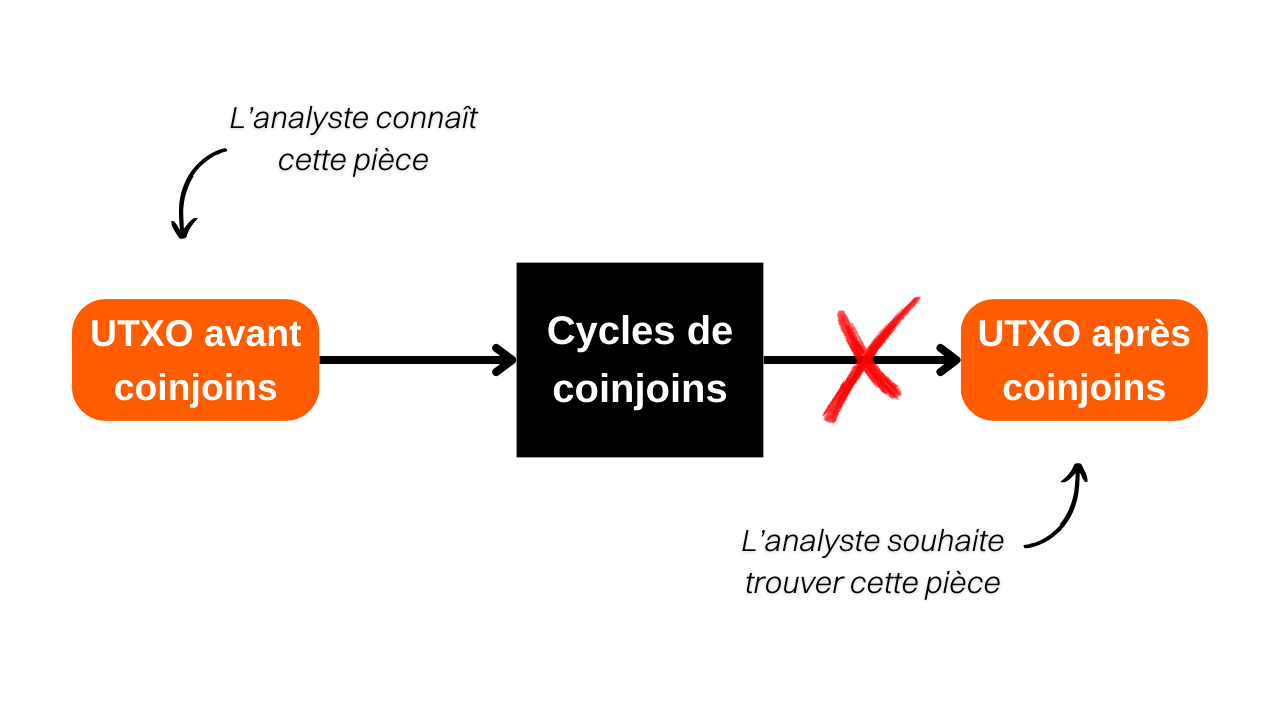 L’analyste connaît
cette pièce
UTXO avant
coinjoins
Cycles de
coinjoins
UTXO après
coinjoins
L’analyste souhaite
trouver cette pièce